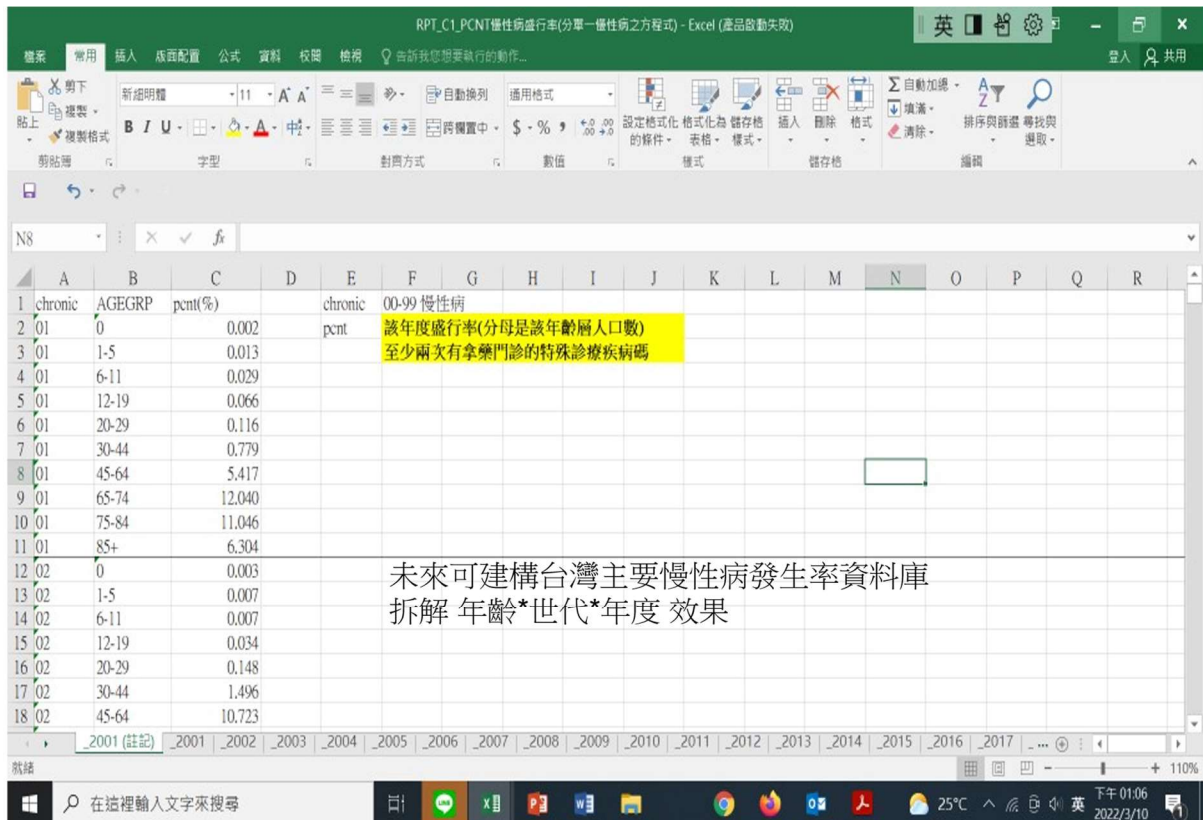 RPT_C1_PCNT慢性病盛行率(分單一慢性病之方程式) - Excel (產品啟動失敗)
英
檔案 常用 插入 版面配置 公式 資料 校閱 檢視 告訴我您想要執行的動作... 登入 共用
剪下 新細明體 11 自動換列 通用格式 自動加總
複製 填滿
貼上 複製格式 B I U 中 跨欄置中 $ % 設定格式化的條件 格式化為表格 儲存格樣式 插入 刪除 格式 清除 排序與篩選 尋找與選取
剪貼簿 字型 對齊方式 數值 樣式 儲存格 編輯
N8 fx
A B C D E F G H I J K L M N O P Q R
1 chronic AGEGRP pcnt(%) chronic 00-99 慢性病
2 01 0 0.002 pcnt 該年度盛行率(分母是該年齡層人口數)
3 01 1-5 0.013 至少兩次有拿藥門診的特殊診療疾病碼
4 01 6-11 0.029
5 01 12-19 0.066
6 01 20-29 0.116
7 01 30-44 0.779
8 01 45-64 5.417
9 01 65-74 12.040
10 01 75-84 11.046
11 01 85+ 6.304
12 02 0 0.003
未來可建構台灣主要慢性病發生率資料庫
13 02 1-5 0.007
拆解 年齡*世代*年度 效果
14 02 6-11 0.007
15 02 12-19 0.034
16 02 20-29 0.148
17 02 30-44 1.496
18 02 45-64 10.723
_2001 (註記) _2001 _2002 _2003 _2004 _2005 _2006 _2007 _2008 _2009 _2010 _2011 _2012 _2013 _2014 _2015 _2016 _2017 _ ...
就緒 110%
在這裡輸入文字來搜尋 25°C 英 下午 01:06
2022/3/10